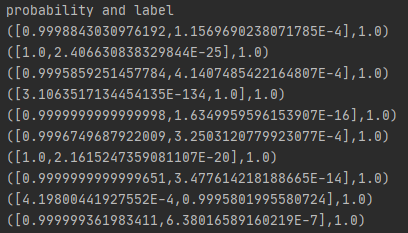 probability and label
([0.9998843030976192,1.1569690238071785E-4],1.0)
([1.0,2.406630838329844E-25],1.0)
([0.9995859251457784,4.1407485422164807E-4],1.0)
([3.1063517134454135E-134,1.0],1.0)
([0.9999999999999998,1.6349959596153907E-16],1.0)
([0.9996749687922009,3.2503120779923077E-4],1.0)
([1.0,2.1615247359081107E-20],1.0)
([0.9999999999999651,3.477614218188665E-14],1.0)
([4.19800441927552E-4,0.9995801995580724],1.0)
([0.999999361983411,6.38016589160219E-7],1.0)